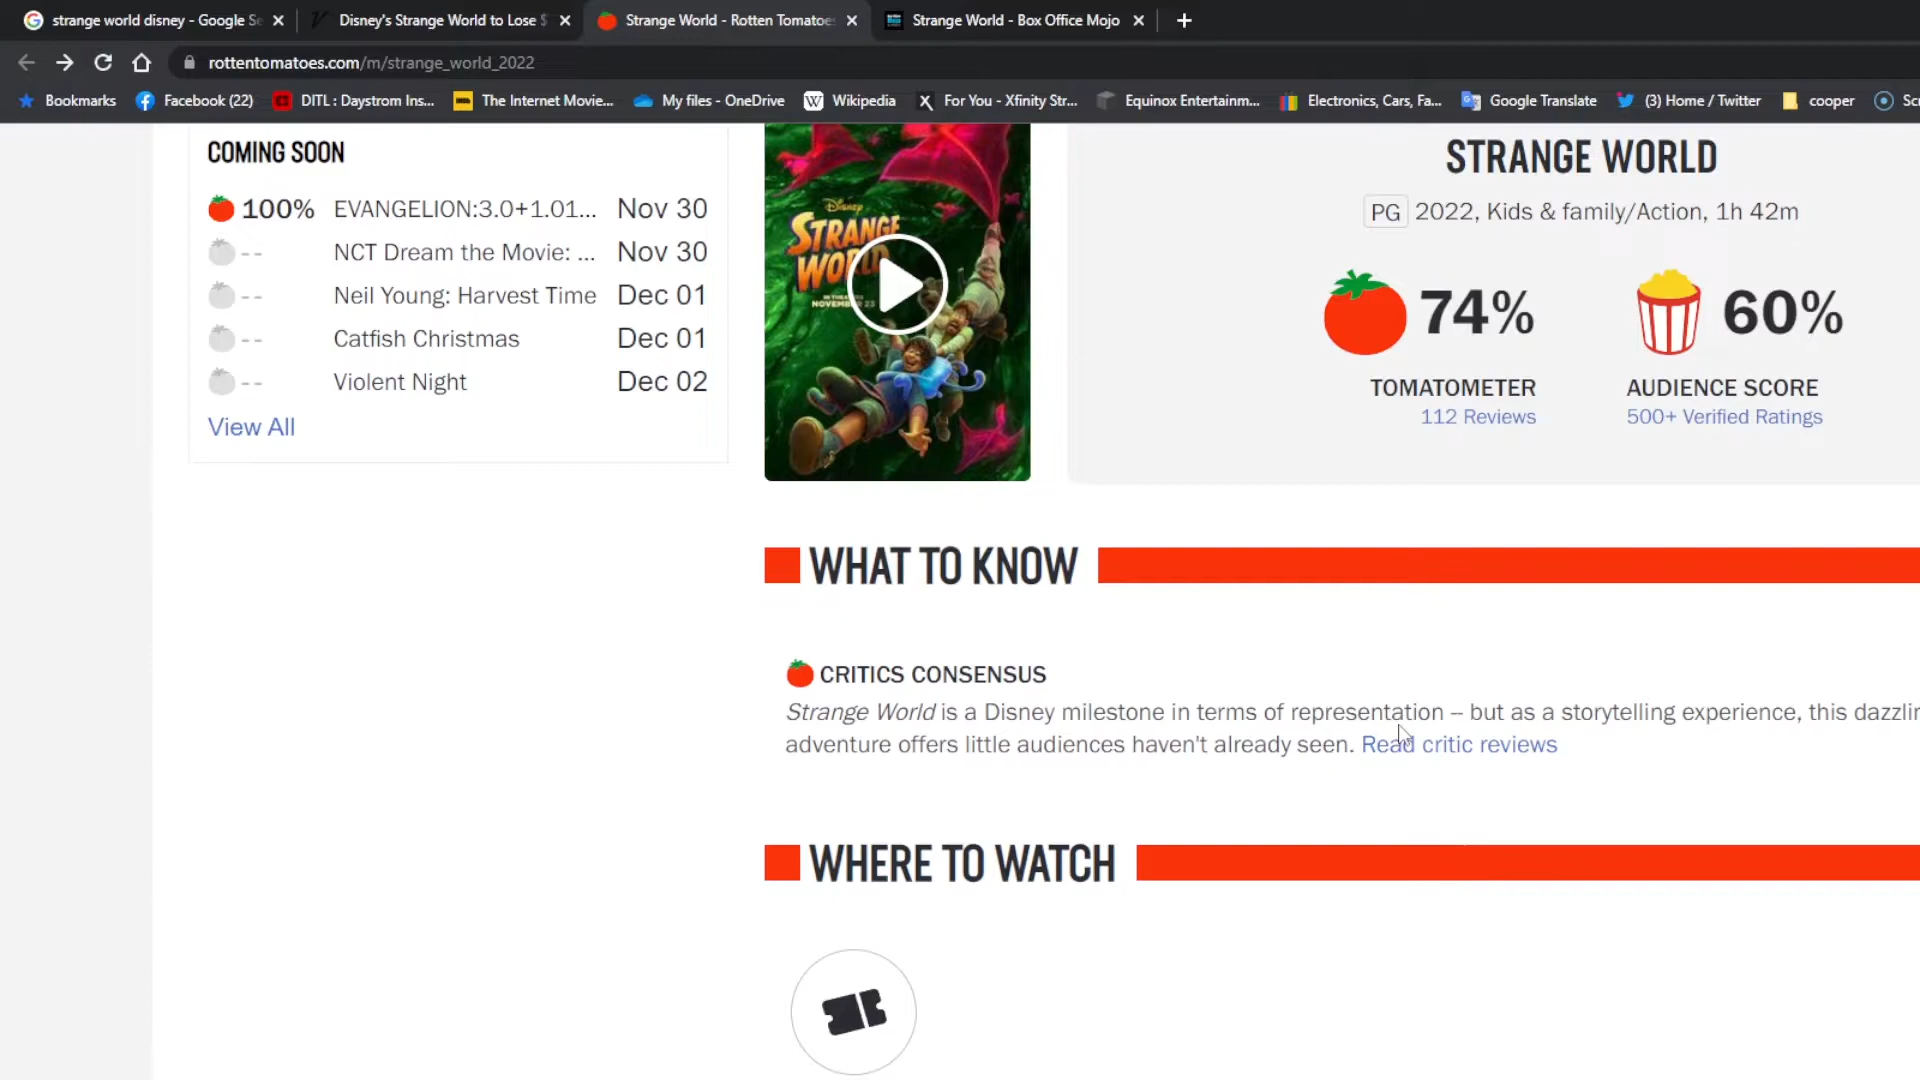 strange world disney - Google Se
Disney's Strange World to Lose $
Strange World - Rotten Tomatoes
Strange World - Box Office Mojo
rottentomatoes.com/m/strange_world_2022
Bookmarks
Facebook (22)
DITL : Daystrom Ins...
The Internet Movie...
My files - OneDrive
Wikipedia
For You - Xfinity Str...
Equinox Entertainm...
Electronics, Cars, Fa...
Google Translate
(3) Home / Twitter
cooper
Scr
COMING SOON
100% EVANGELION:3.0+1.01... Nov 30
-- NCT Dream the Movie: ... Nov 30
-- Neil Young: Harvest Time Dec 01
-- Catfish Christmas Dec 01
-- Violent Night Dec 02
View All
Disney
STRANGE
WORLD
IN THEATRES
NOVEMBER 23
STRANGE WORLD
PG 2022, Kids & family/Action, 1h 42m
74% 60%
TOMATOMETER AUDIENCE SCORE
112 Reviews 500+ Verified Ratings
WHAT TO KNOW
CRITICS CONSENSUS
Strange World is a Disney milestone in terms of representation – but as a storytelling experience, this dazzlin
adventure offers little audiences haven't already seen. Read critic reviews
WHERE TO WATCH